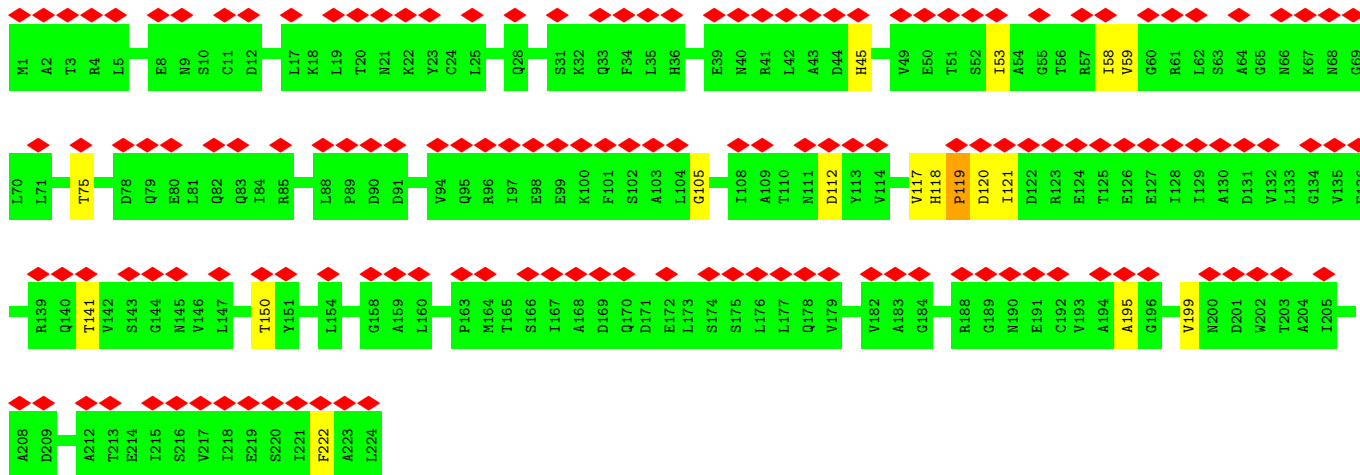 M1 A2 T3 R4 L5 E8 N9 S10 C11 D12 L17 K18 L19 T20 N21 K22 Y23 C24 L25 Q28 S31 K32 Q33 F34 L35 H36 E39 N40 R41 L42 A43 D44 H45 V49 E50 T51 S52 I53 A54 G55 T56 R57 I58 V59 G60 R61 L62 S63 A64 G65 N66 K67 N68 G69
L70 L71 T75 D78 Q79 E80 L81 Q82 Q83 I84 R85 L88 P89 D90 D91 V94 Q95 R96 I97 E98 E99 K100 F101 S102 A103 L104 G105 I108 A109 T110 N111 D112 Y113 V114 V117 H118 P119 D120 I121 D122 R123 E124 T125 E126 E127 I128 I129 A130 D131 V132 L133 G134 V135
R139 Q140 T141 V142 S143 G144 N145 V146 L147 T150 Y151 L154 G158 A159 L160 P163 M164 T165 S166 I167 A168 D169 Q170 D171 E172 L173 S174 S175 L176 L177 Q178 V179 V182 A183 G184 R188 G189 N190 E191 C192 V193 A194 A195 G196 V199 N200 D201 W202 T203 A204 I205
A208 D209 A212 T213 E214 I215 S216 V217 I218 E219 S220 I221 F222 A223 L224